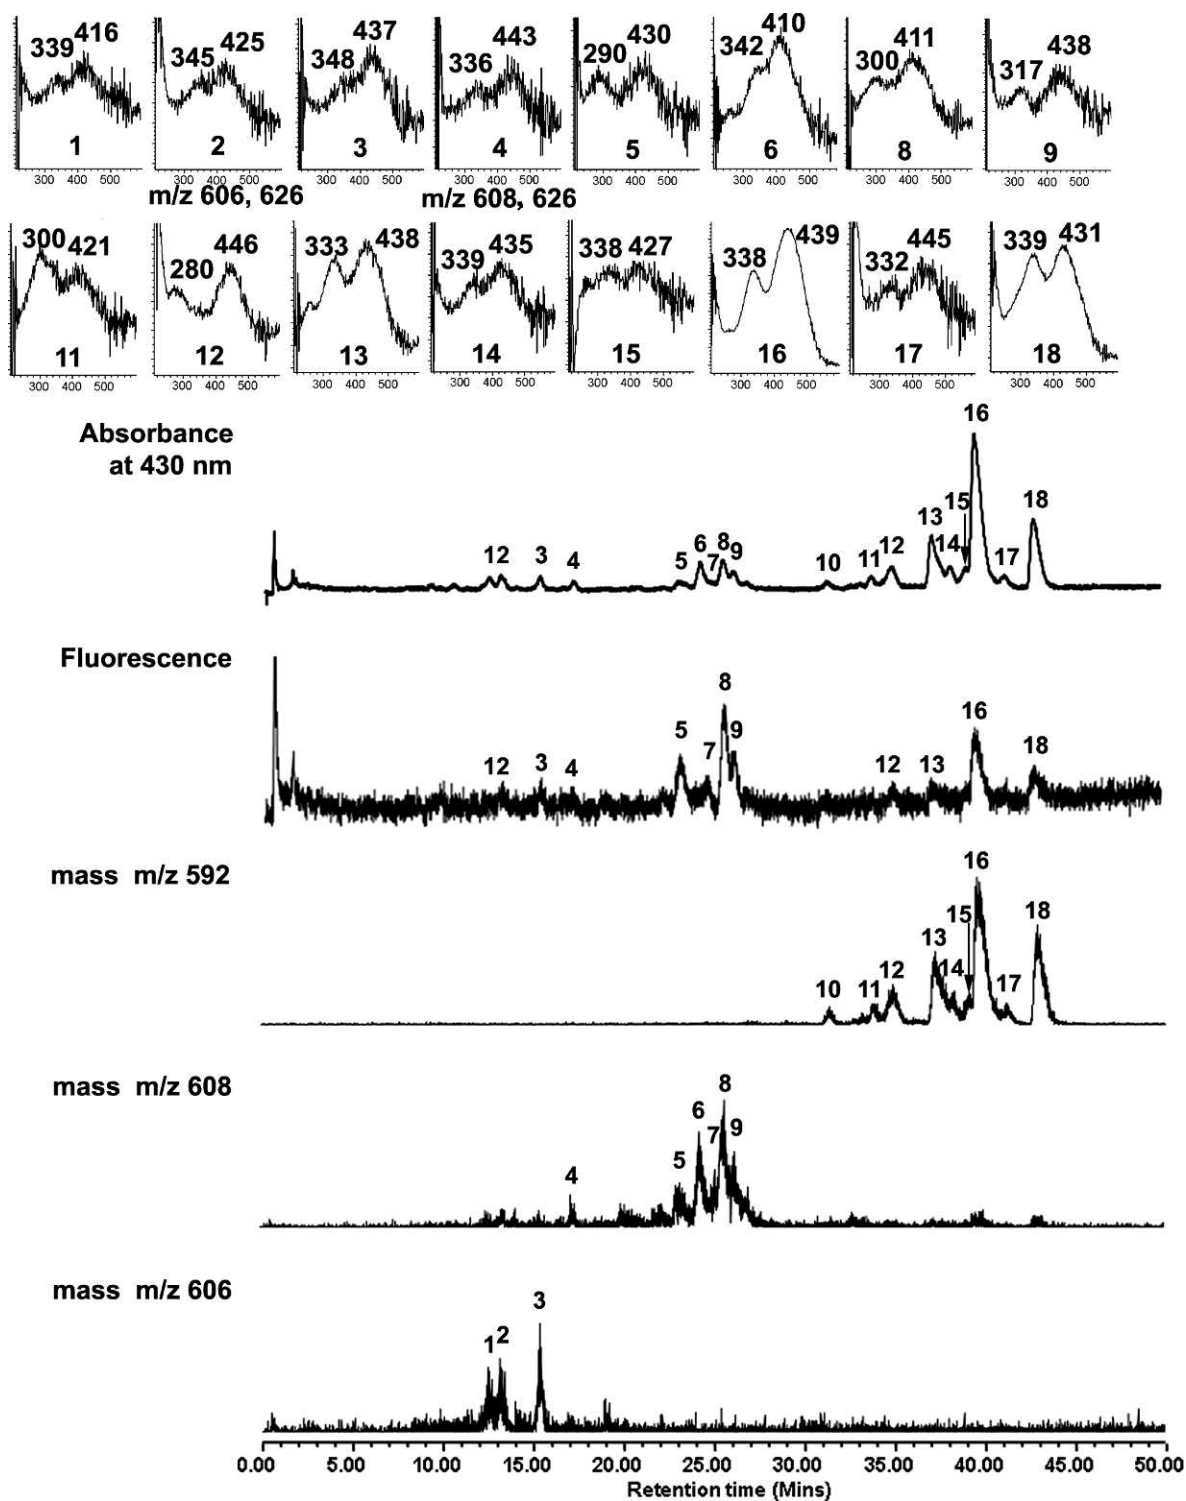 339 416 345 425 348 437 336 443 290 430 342 410 300 411 317 438
1 2 3 4 5 6 8 9
300 400 500 300 400 500 300 400 500 300 400 500 300 400 500 300 400 500 300 400 500 300 400 500
m/z 606, 626 m/z 608, 626
300 421 280 446 333 438 339 435 338 427 338 439 332 445 339 431
11 12 13 14 15 16 17 18
300 400 500 300 400 500 300 400 500 300 400 500 300 400 500 300 400 500 300 400 500 300 400 500
Absorbance
at 430 nm
12 3 4 5 6 7 8 9 10 11 12 13 14 15 16 17 18
Fluorescence
12 3 4 5 7 8 9 12 13 16 18
mass m/z 592
10 11 12 13 14 15 16 17 18
mass m/z 608
4 5 6 7 8 9
mass m/z 606
1 2 3
0.00 5.00 10.00 15.00 20.00 25.00 30.00 35.00 40.00 45.00 50.00
Retention time (Mins)